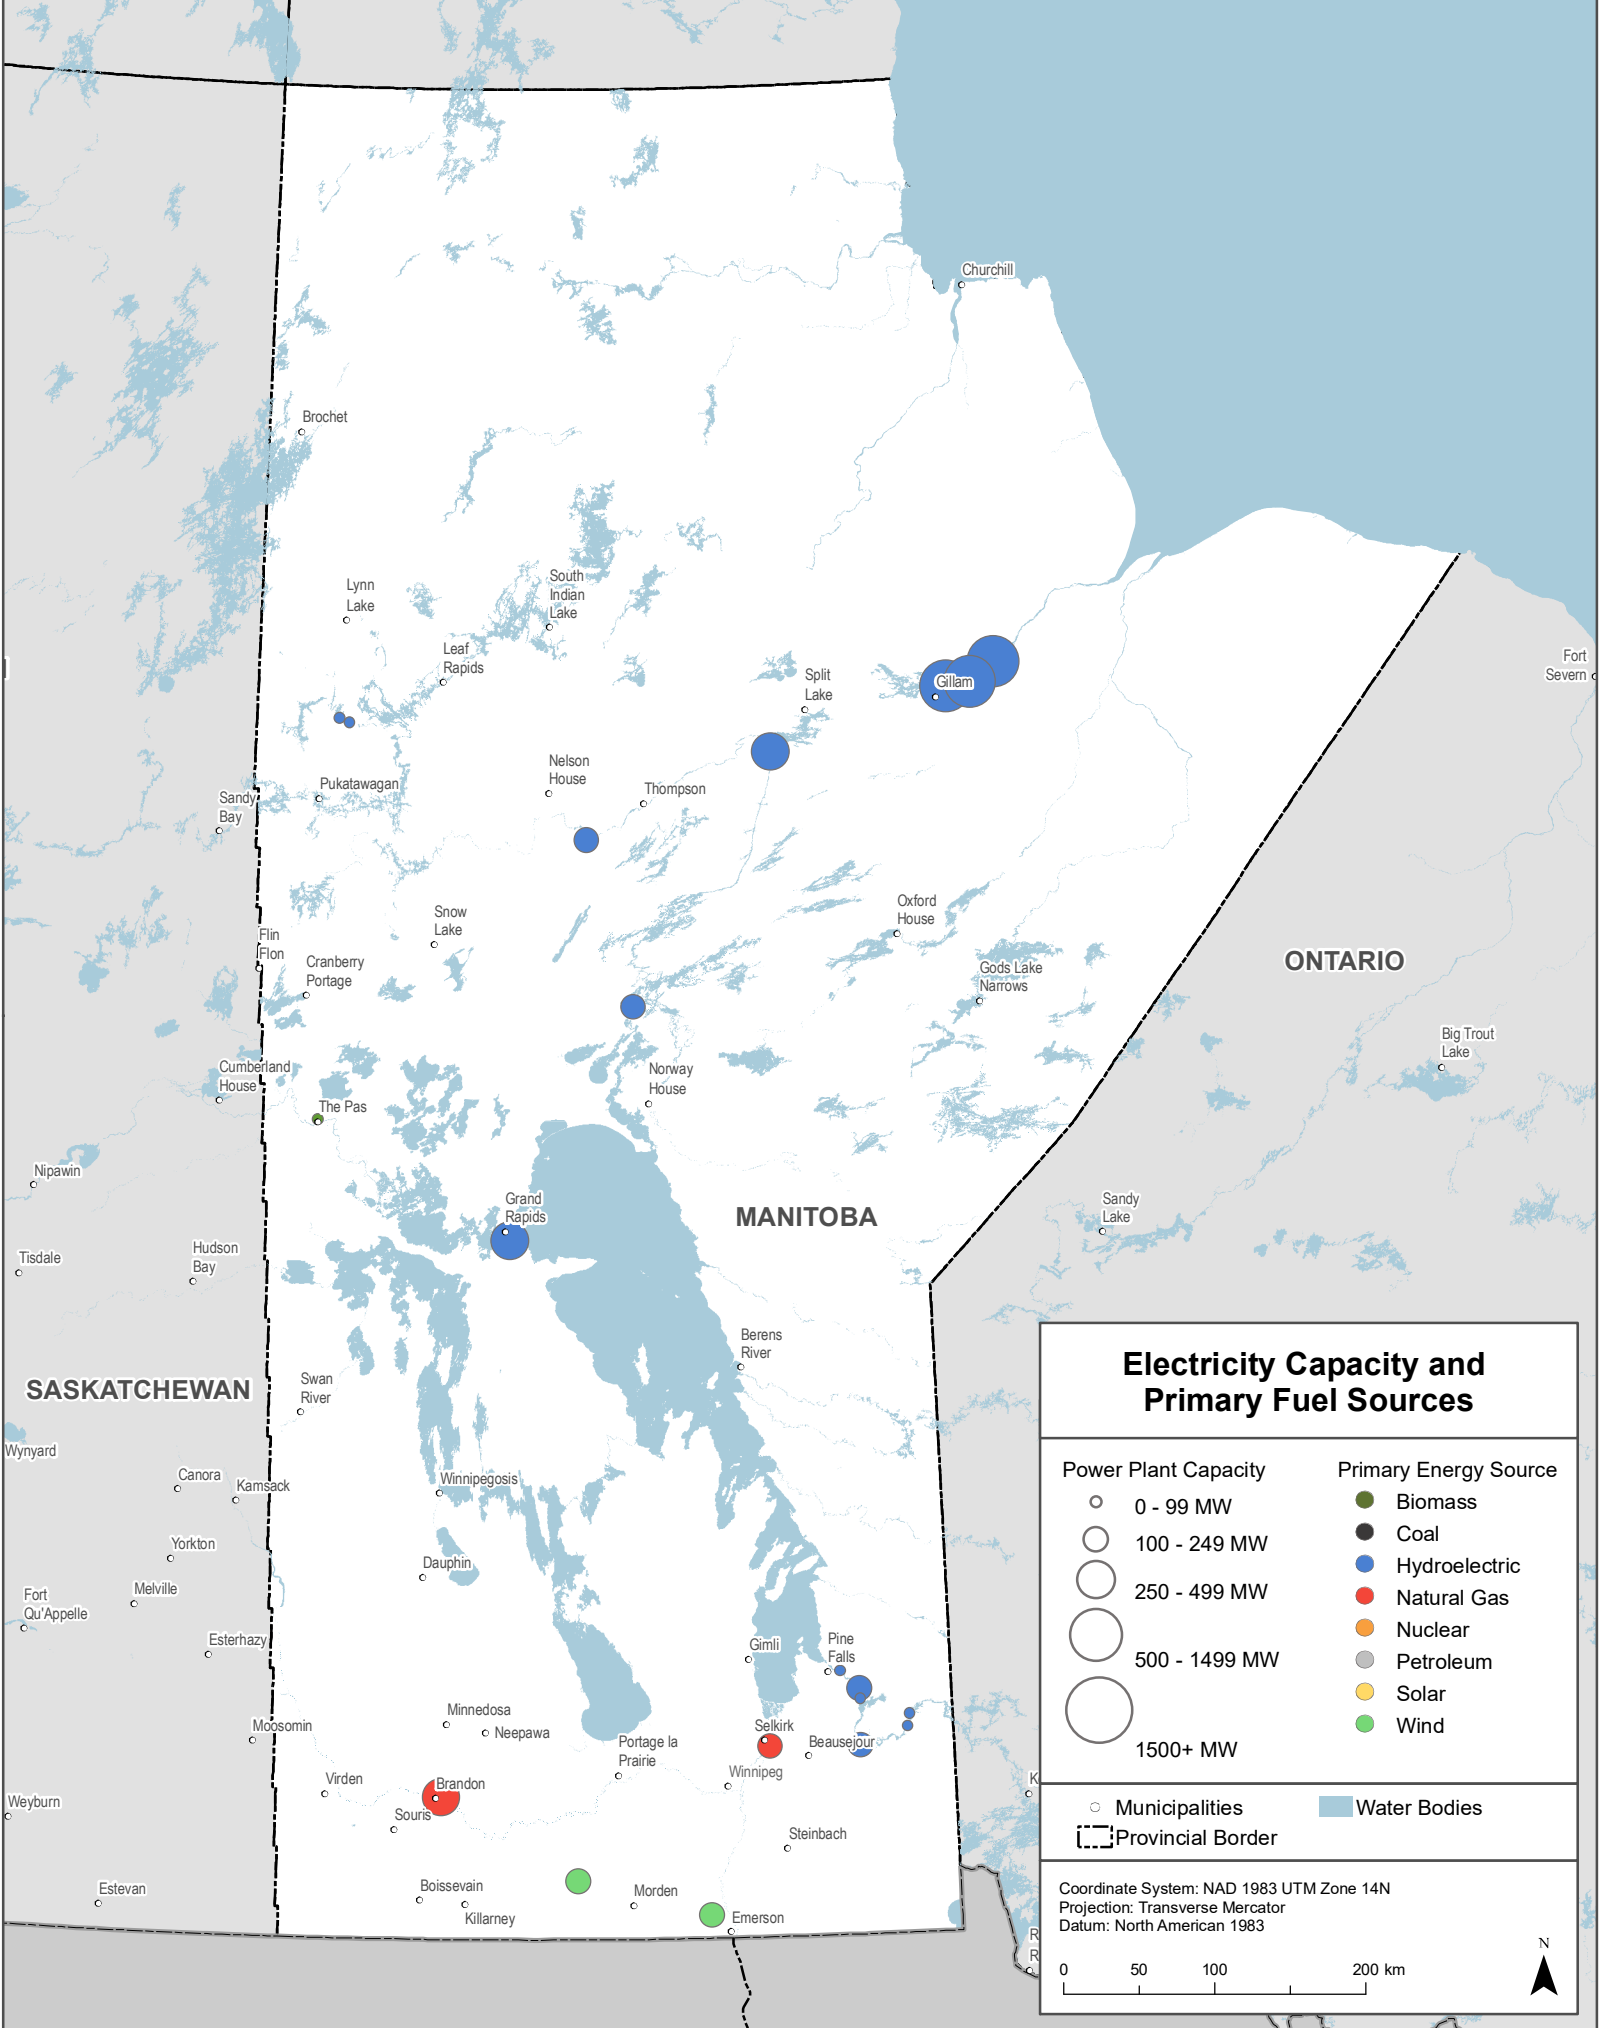 Churchill
Brochet
Lynn
Lake
South
Indian
Lake
Leaf
Rapids
Split
Lake
Gillam
Fort
Severn
Nelson
House
Thompson
Pukatawagan
Sandy
Bay
Oxford
House
Snow
Lake
Flin
Flon
Cranberry
Portage
ONTARIO
Gods Lake
Narrows
Big Trout
Lake
Cumberland
House
Norway
House
The Pas
Nipawin
Grand
Rapids
MANITOBA
Sandy
Lake
Tisdale
Hudson
Bay
Berens
River
SASKATCHEWAN
Swan
River
Wynyard
Canora
Kamsack
Winnipegosis
Yorkton
Dauphin
Melville
Fort
Qu'Appelle
Esterhazy
Gimli
Pine
Falls
Minnedosa
Neepawa
Moosomin
Selkirk
Beausejour
Portage la
Prairie
Winnipeg
Virden
Brandon
Souris
Weyburn
Steinbach
Estevan
Boissevain
Killarney
Morden
Emerson
K
R
R
Electricity Capacity and
Primary Fuel Sources
Power Plant Capacity
0 - 99 MW
100 - 249 MW
250 - 499 MW
500 - 1499 MW
1500+ MW
Primary Energy Source
Biomass
Coal
Hydroelectric
Natural Gas
Nuclear
Petroleum
Solar
Wind
Municipalities
Water Bodies
Provincial Border
Coordinate System: NAD 1983 UTM Zone 14N
Projection: Transverse Mercator
Datum: North American 1983
N
0 50 100 200 km